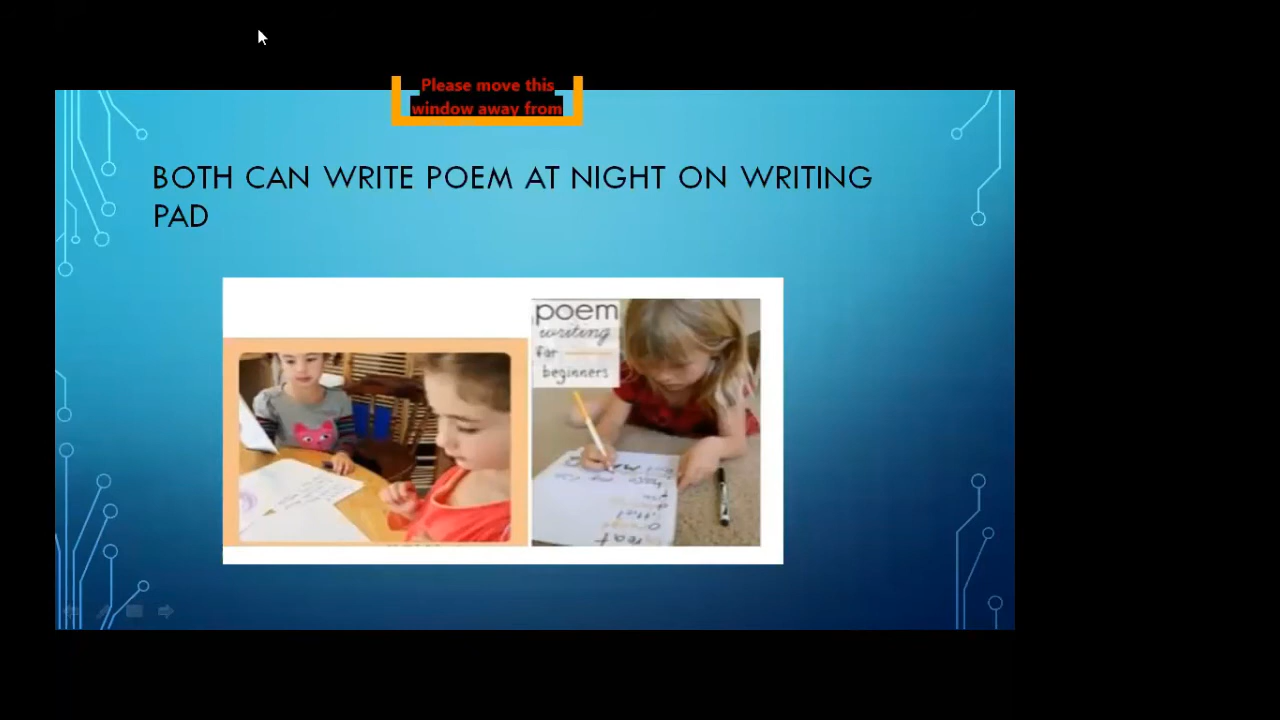 Please move this
window away from
BOTH CAN WRITE POEM AT NIGHT ON WRITING
PAD
poem
writing
for
beginners